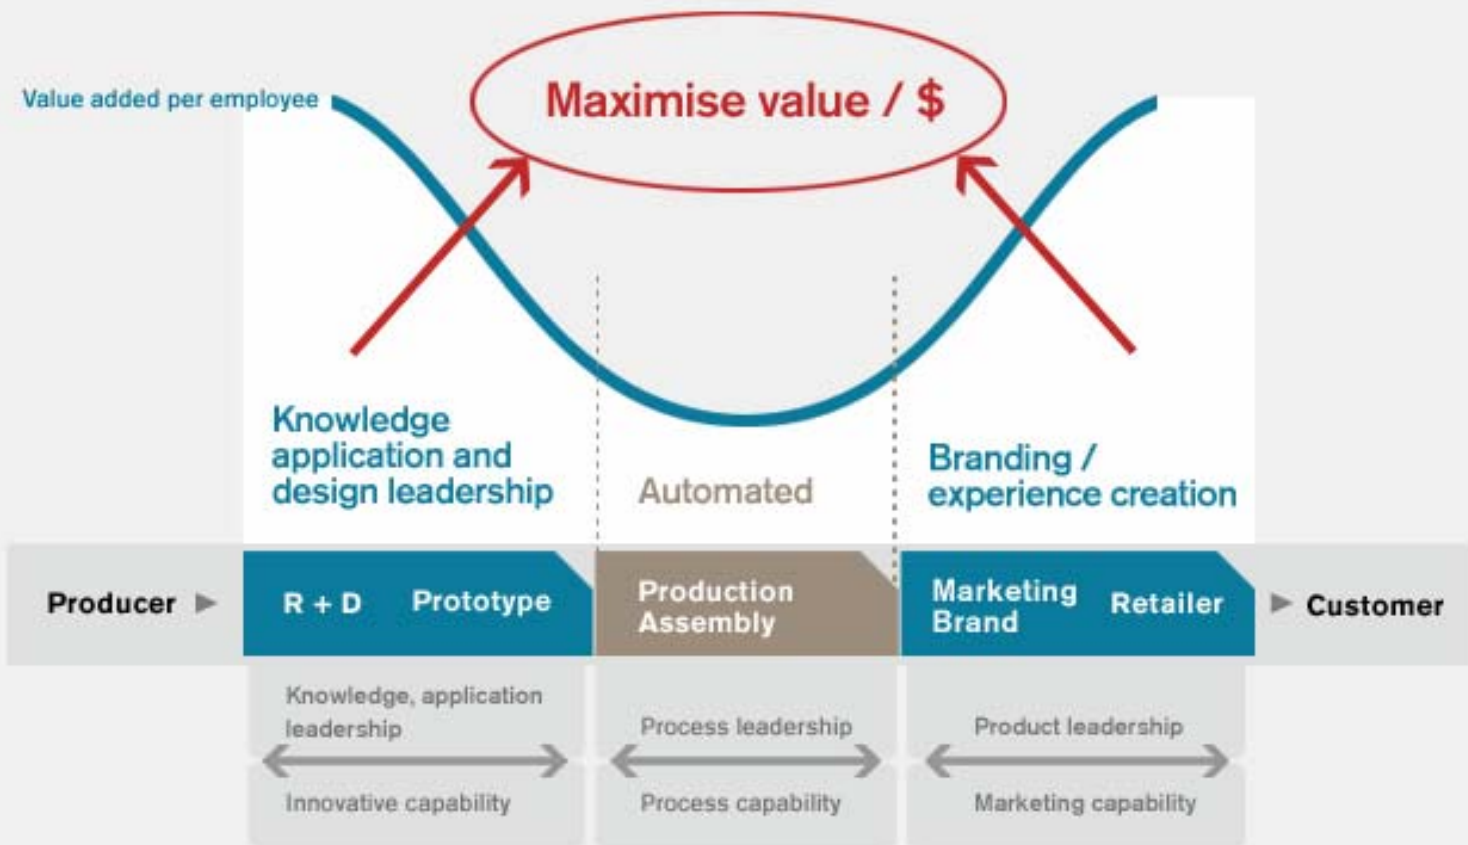 Maximise value / $
Value added per employee
Knowledge
application and
design leadership
Automated
Branding /
experience creation
Producer
R + D
Prototype
Production
Assembly
Marketing
Brand
Retailer
Customer
Knowledge, application
leadership
Innovative capability
Process leadership
Process capability
Product leadership
Marketing capability